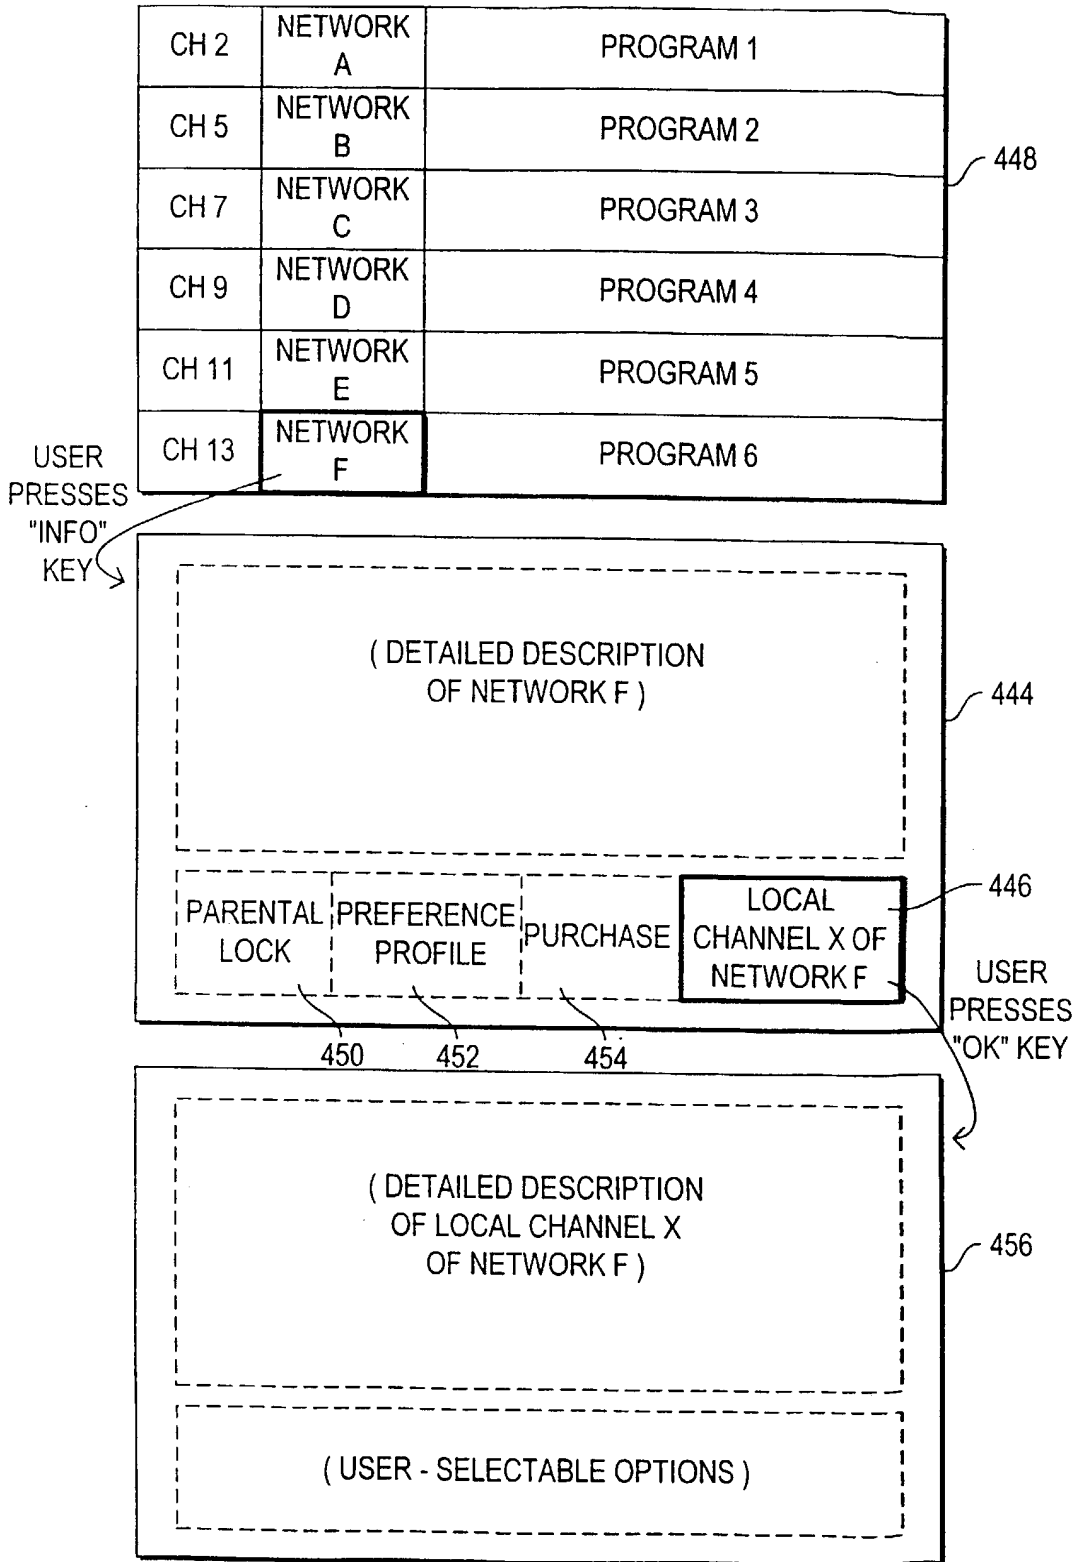 CH 2 NETWORK A PROGRAM 1
CH 5 NETWORK B PROGRAM 2
448
CH 7 NETWORK C PROGRAM 3
CH 9 NETWORK D PROGRAM 4
CH 11 NETWORK E PROGRAM 5
CH 13 NETWORK F PROGRAM 6
USER
PRESSES
"INFO"
KEY
( DETAILED DESCRIPTION
OF NETWORK F )
444
PARENTAL
LOCK
PREFERENCE
PROFILE
PURCHASE
LOCAL
CHANNEL X OF
NETWORK F
446
USER
PRESSES
"OK" KEY
450
452
454
( DETAILED DESCRIPTION
OF LOCAL CHANNEL X
OF NETWORK F )
456
( USER - SELECTABLE OPTIONS )